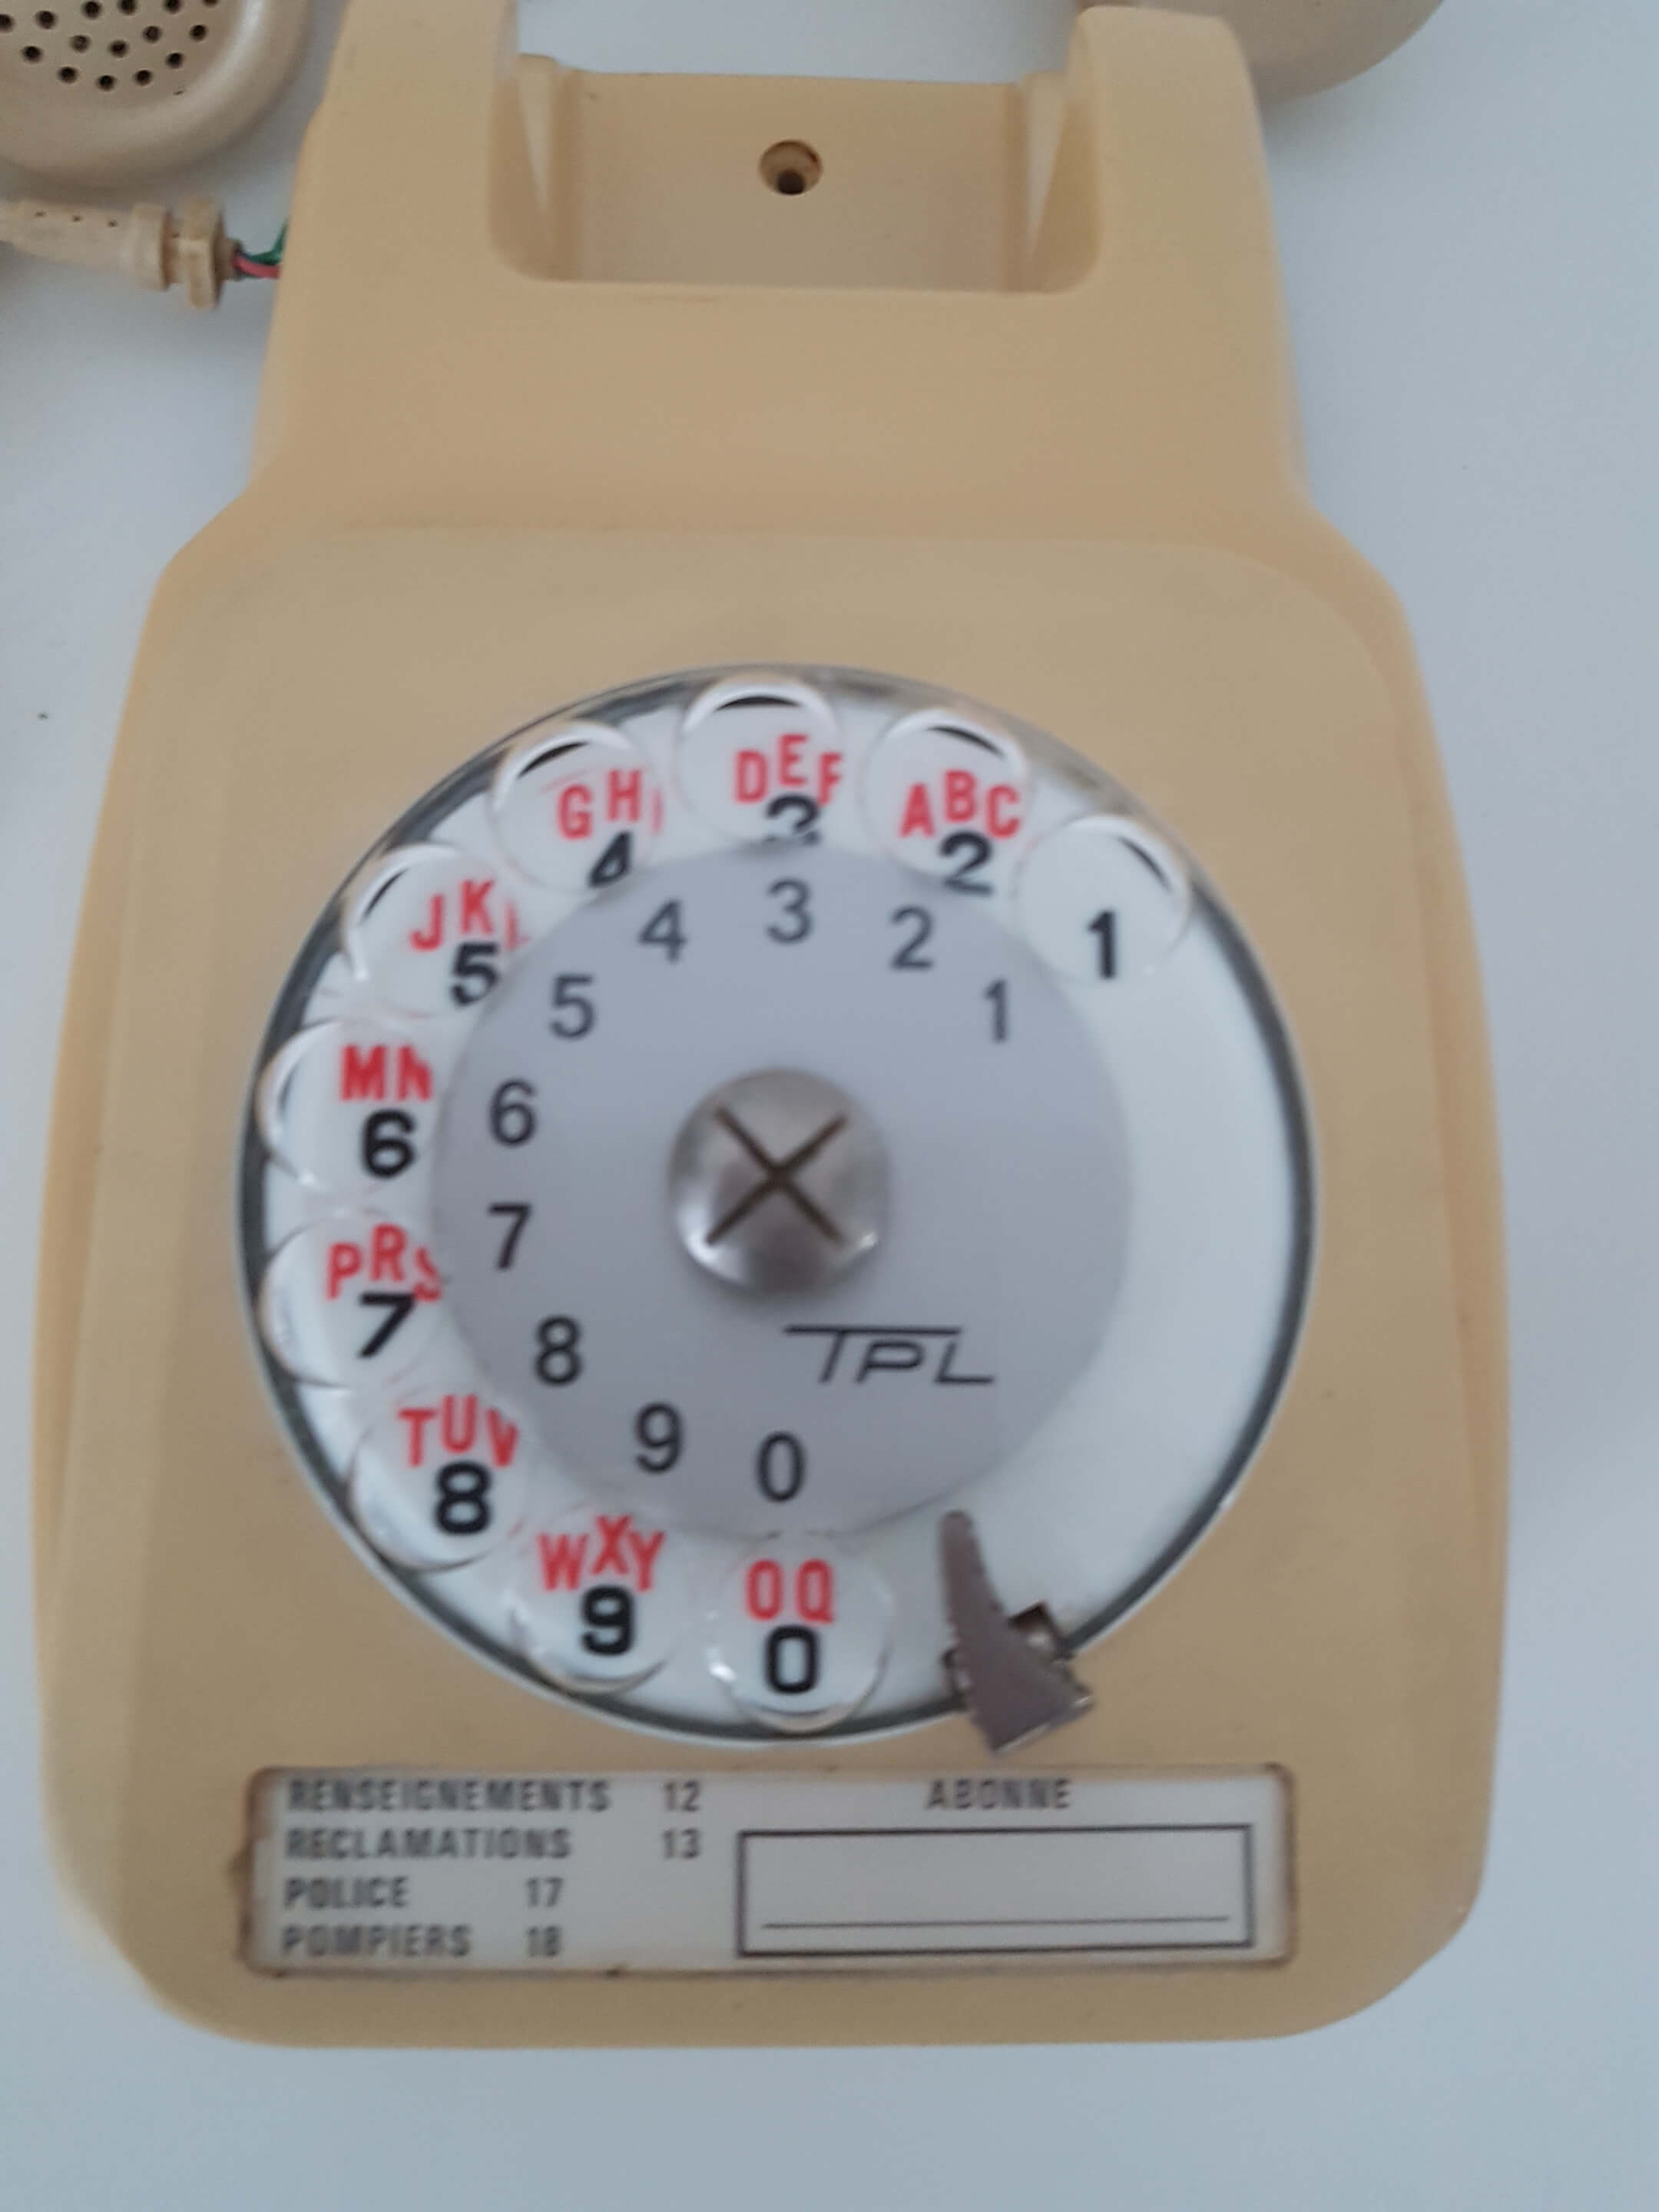 ABC
2
DEF
3
GHI
4
JKL
5
MN
6
PRS
7
TUV
8
WXY
9
OQ
0
1
1
2
3
4
5
6
7
8
9
0
TPL
RENSEIGNEMENTS 12
RECLAMATIONS 13
POLICE 17
POMPIERS 18
ABONNE